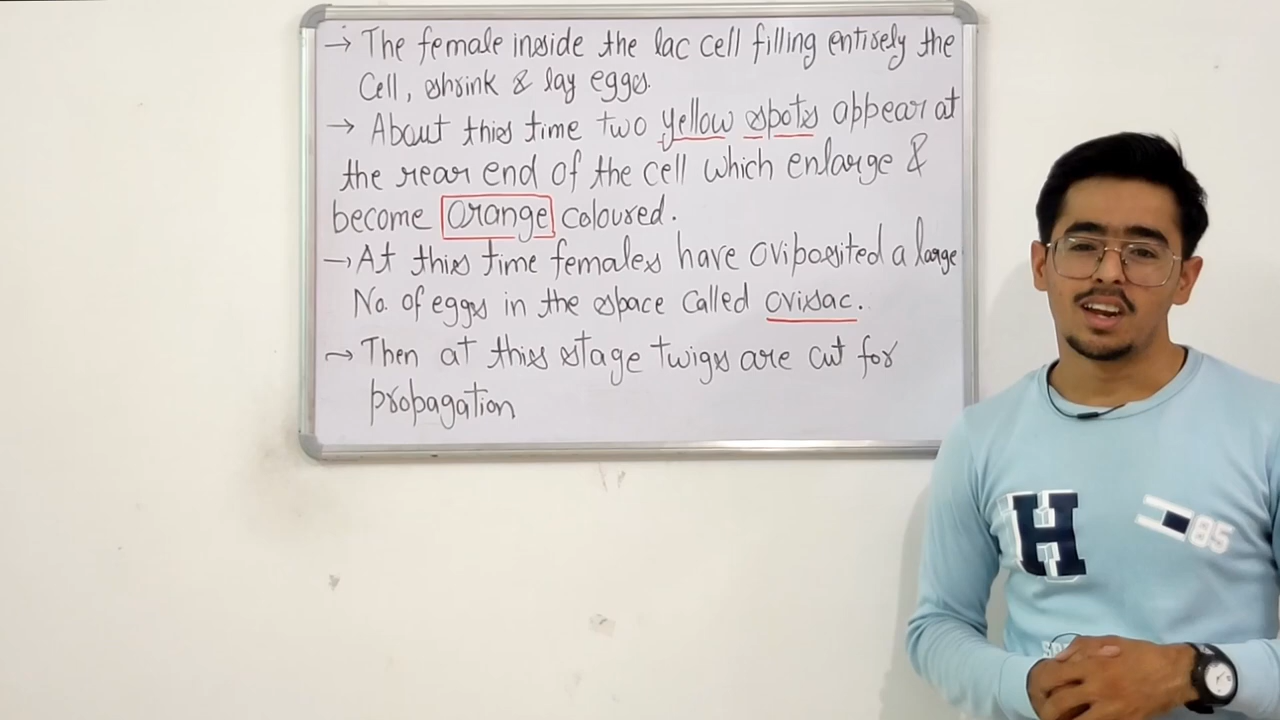 → The female inside the lac cell filling entirely the
Cell, shrink & lay eggs.
→ About this time two yellow spots appear at
the rear end of the cell which enlarge &
become Orange coloured.
→ At this time females have oviposited a large
No. of eggs in the space called ovisac.
→ Then at this stage twigs are cut for
propagation
H
85